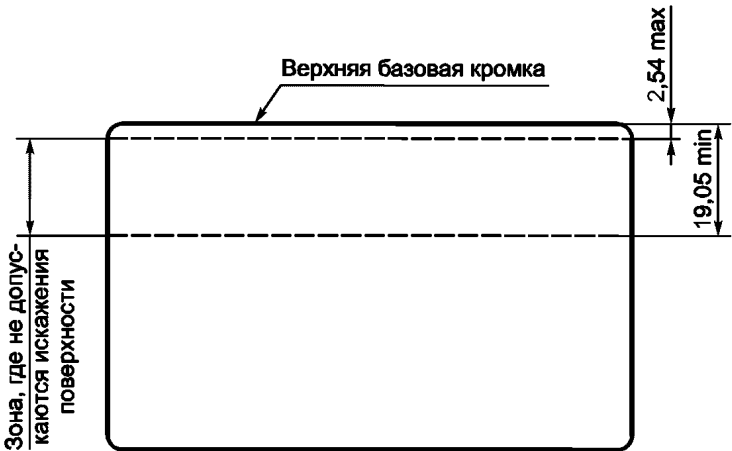 Верхняя базовая кромка
2,54 max
19,05 min
Зона, где не допус-
каются искажения
поверхности